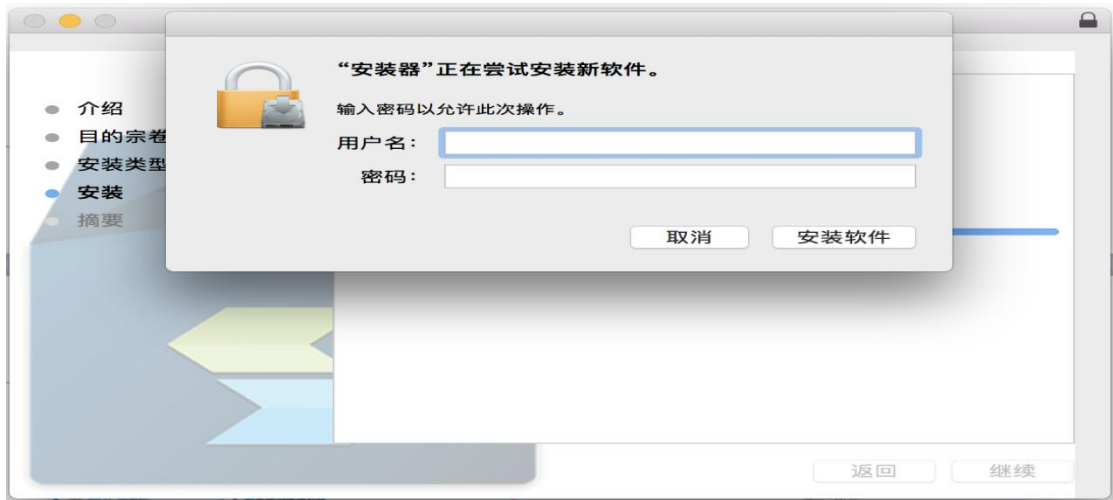 “安装器”正在尝试安装新软件。
输入密码以允许此次操作。
用户名：
密码：
取消
安装软件
介绍
目的宗卷
安装类型
安装
摘要
返回
继续